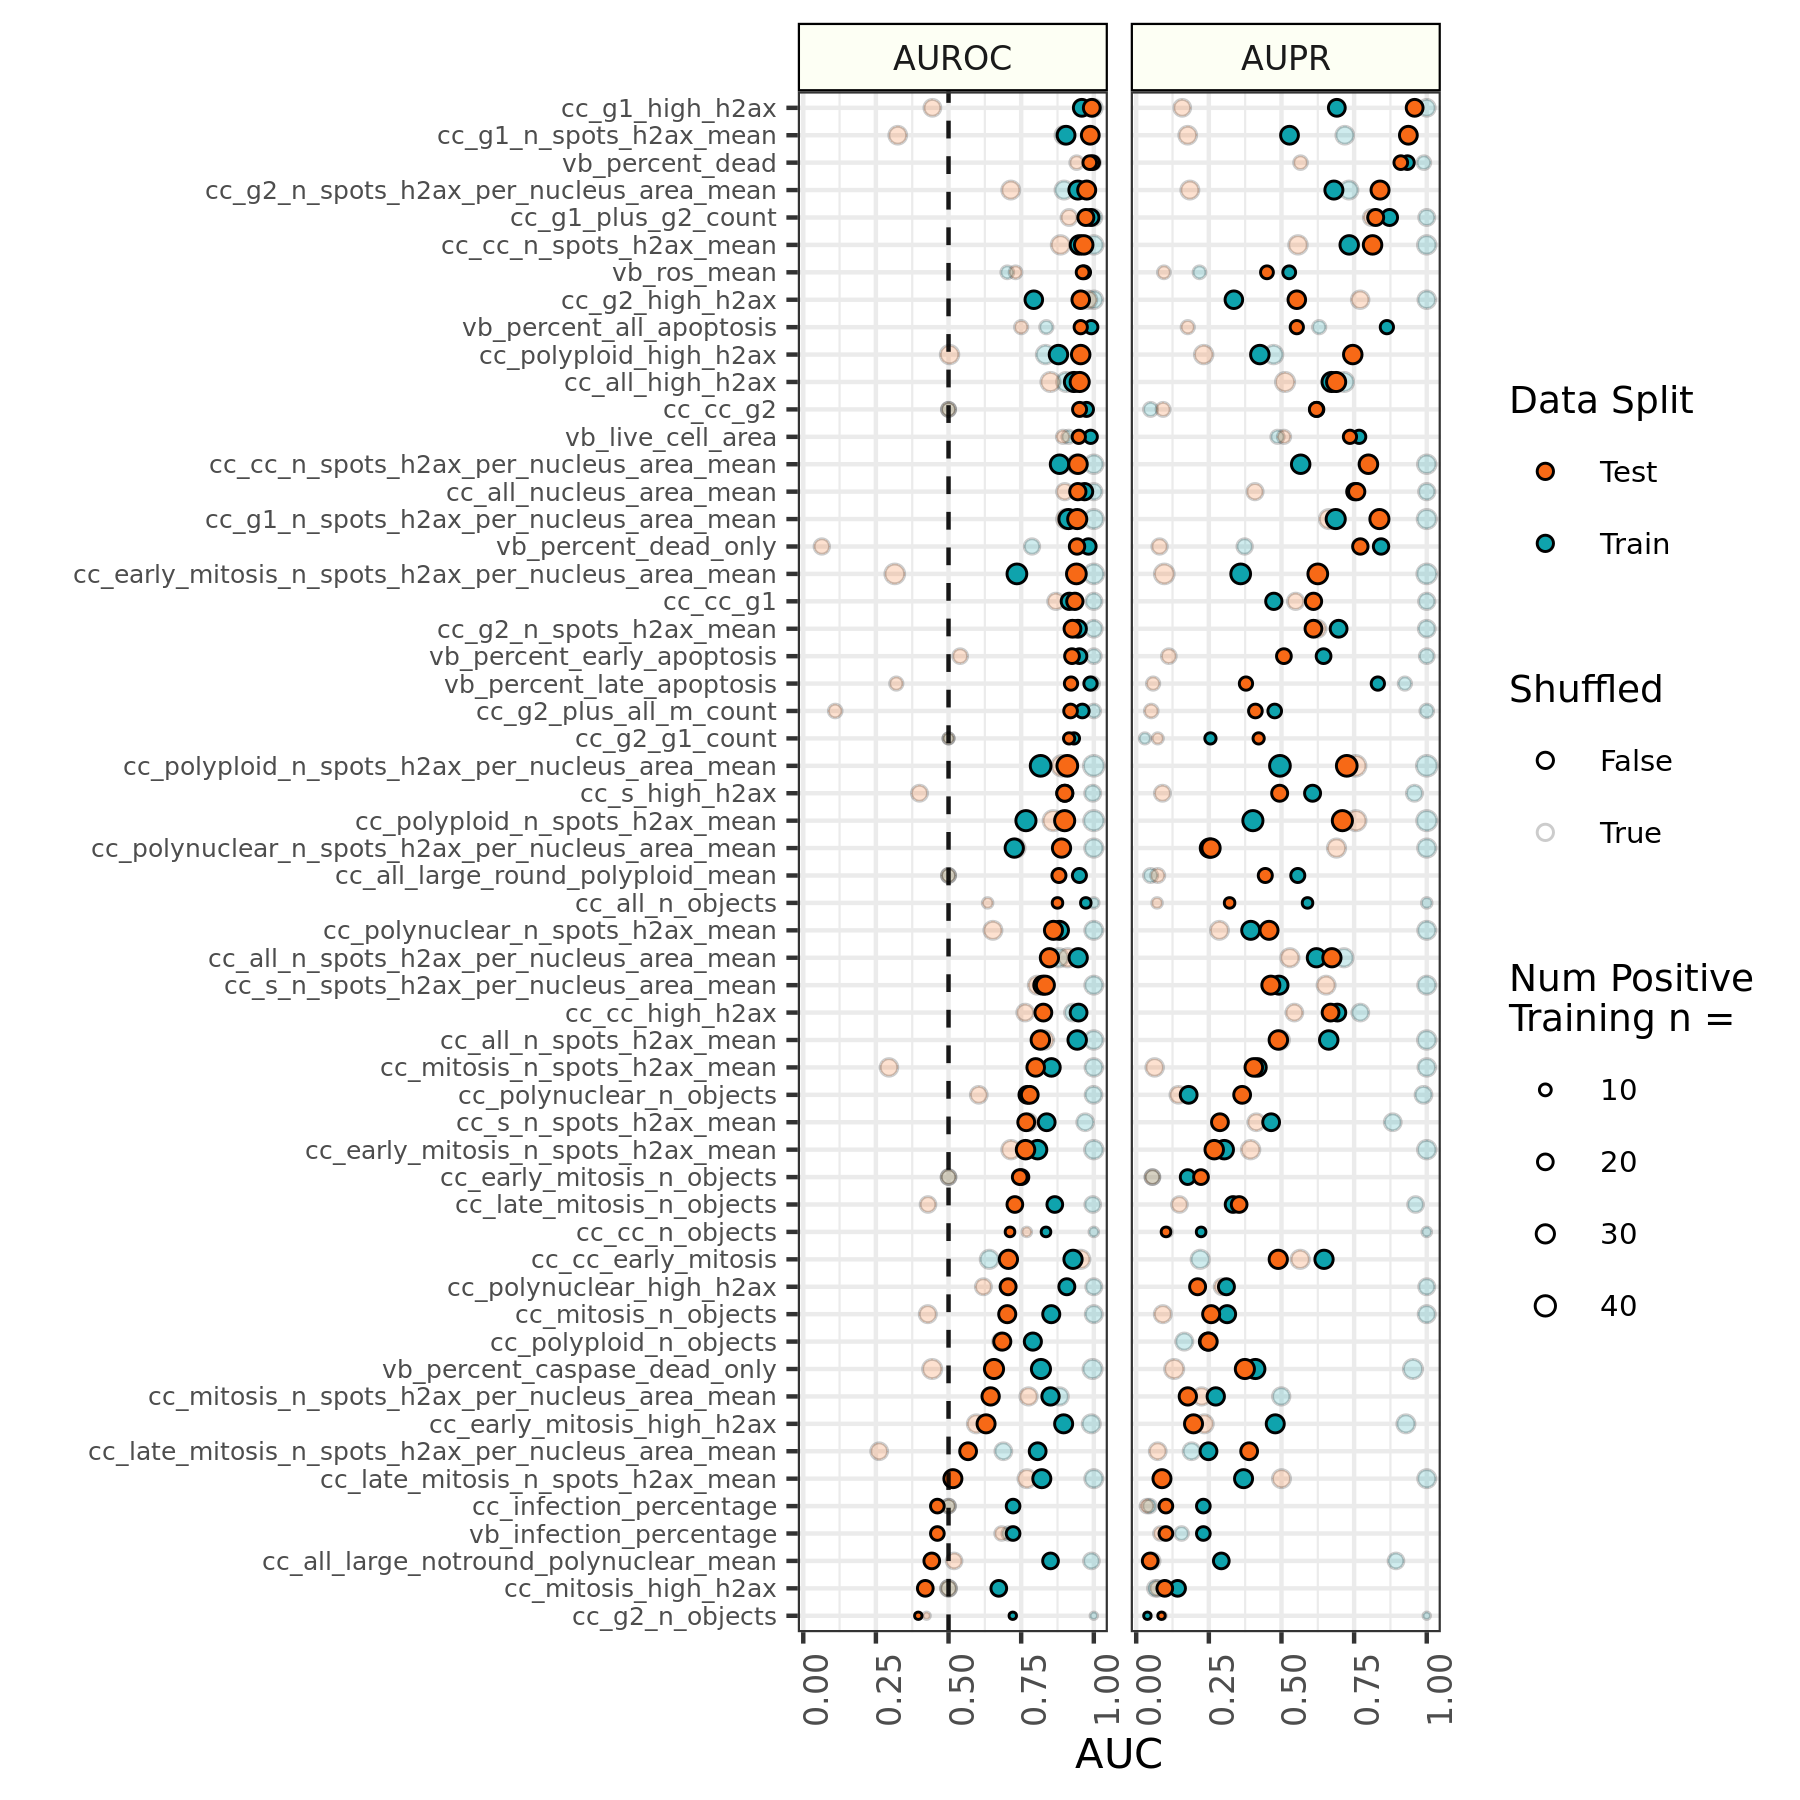 AUROC
AUPR
cc_g1_high_h2ax
cc_g1_n_spots_h2ax_mean
vb_percent_dead
cc_g2_n_spots_h2ax_per_nucleus_area_mean
cc_g1_plus_g2_count
cc_cc_n_spots_h2ax_mean
vb_ros_mean
cc_g2_high_h2ax
vb_percent_all_apoptosis
cc_polyploid_high_h2ax
cc_all_high_h2ax
cc_cc_g2
vb_live_cell_area
cc_cc_n_spots_h2ax_per_nucleus_area_mean
cc_all_nucleus_area_mean
cc_g1_n_spots_h2ax_per_nucleus_area_mean
vb_percent_dead_only
cc_early_mitosis_n_spots_h2ax_per_nucleus_area_mean
cc_cc_g1
cc_g2_n_spots_h2ax_mean
vb_percent_early_apoptosis
vb_percent_late_apoptosis
cc_g2_plus_all_m_count
cc_g2_g1_count
cc_polyploid_n_spots_h2ax_per_nucleus_area_mean
cc_s_high_h2ax
cc_polyploid_n_spots_h2ax_mean
cc_polynuclear_n_spots_h2ax_per_nucleus_area_mean
cc_all_large_round_polyploid_mean
cc_all_n_objects
cc_polynuclear_n_spots_h2ax_mean
cc_all_n_spots_h2ax_per_nucleus_area_mean
cc_s_n_spots_h2ax_per_nucleus_area_mean
cc_cc_high_h2ax
cc_all_n_spots_h2ax_mean
cc_mitosis_n_spots_h2ax_mean
cc_polynuclear_n_objects
cc_s_n_spots_h2ax_mean
cc_early_mitosis_n_spots_h2ax_mean
cc_early_mitosis_n_objects
cc_late_mitosis_n_objects
cc_cc_n_objects
cc_cc_early_mitosis
cc_polynuclear_high_h2ax
cc_mitosis_n_objects
cc_polyploid_n_objects
vb_percent_caspase_dead_only
cc_mitosis_n_spots_h2ax_per_nucleus_area_mean
cc_early_mitosis_high_h2ax
cc_late_mitosis_n_spots_h2ax_per_nucleus_area_mean
cc_late_mitosis_n_spots_h2ax_mean
cc_infection_percentage
vb_infection_percentage
cc_all_large_notround_polynuclear_mean
cc_mitosis_high_h2ax
cc_g2_n_objects
0.00
0.25
0.50
0.75
1.00
0.00
0.25
0.50
0.75
1.00
AUC
Data Split
Test
Train
Shuffled
False
True
Num Positive
Training n =
10
20
30
40